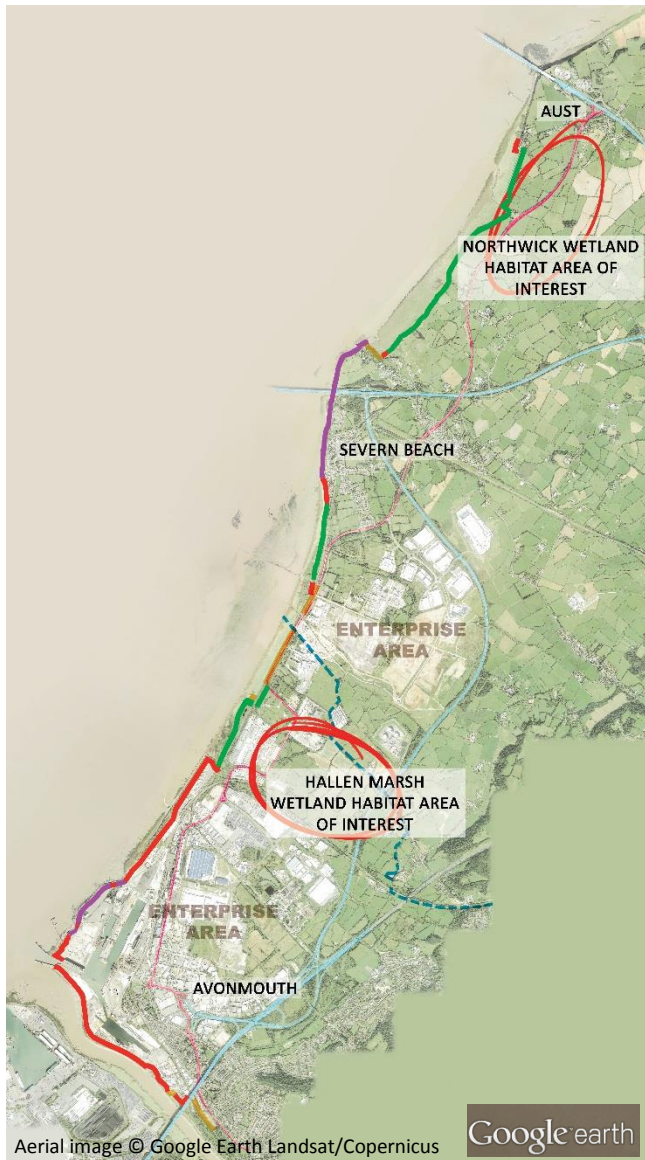 AUST
NORTHWICK WETLAND
HABITAT AREA OF
INTEREST
SEVERN BEACH
ENTERPRISE
AREA
HALLEN MARSH
WETLAND HABITAT AREA
OF INTEREST
ENTERPRISE
AREA
AVONMOUTH
Aerial image © Google Earth Landsat/Copernicus
Google earth